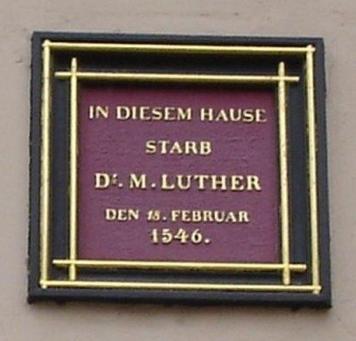 IN DIESEM HAUSE
STARB
Dr. M. LUTHER
DEN 18. FEBRUAR
1546.